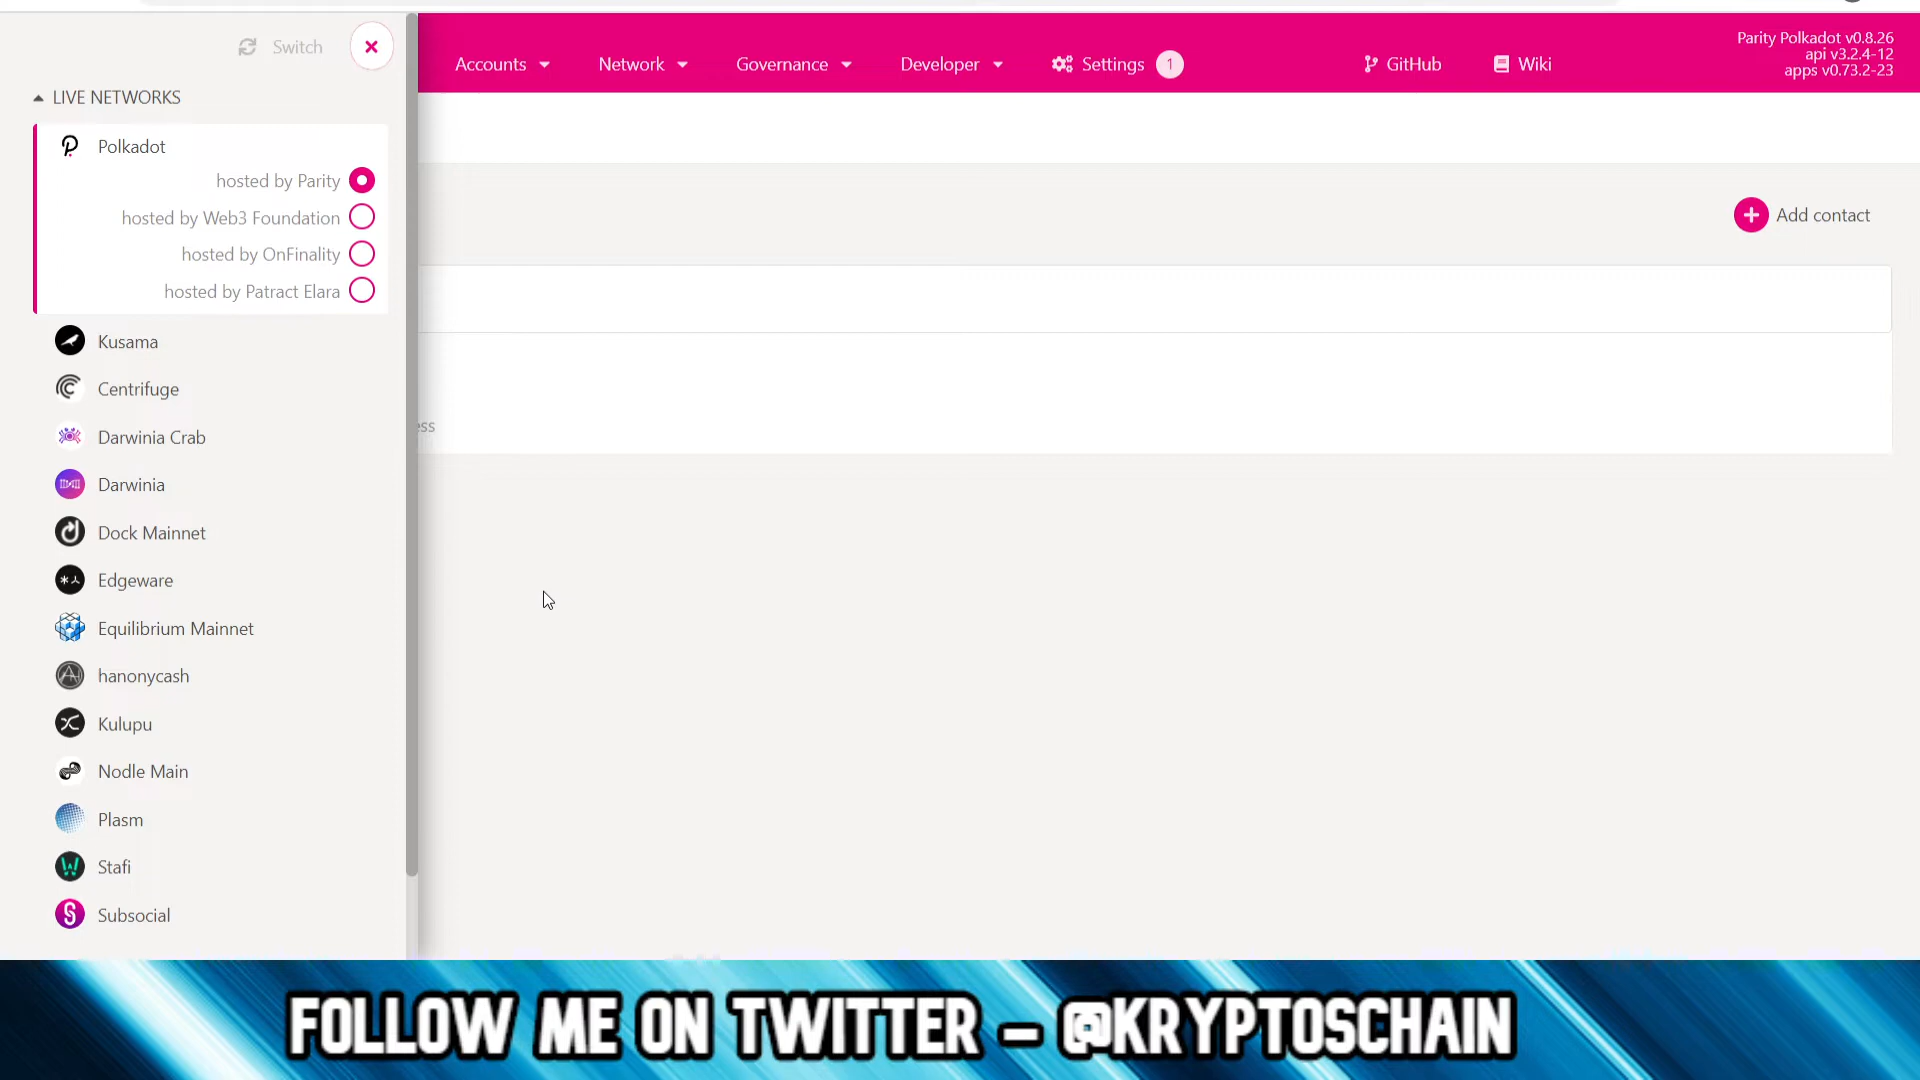 Switch
LIVE NETWORKS
Polkadot
hosted by Parity
hosted by Web3 Foundation
hosted by OnFinality
hosted by Patract Elara
Kusama
Centrifuge
Darwinia Crab
Darwinia
Dock Mainnet
Edgeware
Equilibrium Mainnet
hanonycash
Kulupu
Nodle Main
Plasm
Stafi
Subsocial
Accounts Network Governance Developer Settings 1 GitHub Wiki
Parity Polkadot v0.8.26
api v3.2.4-12
apps v0.73.2-23
Add contact
FOLLOW ME ON TWITTER - @KRYPTOSCHAIN